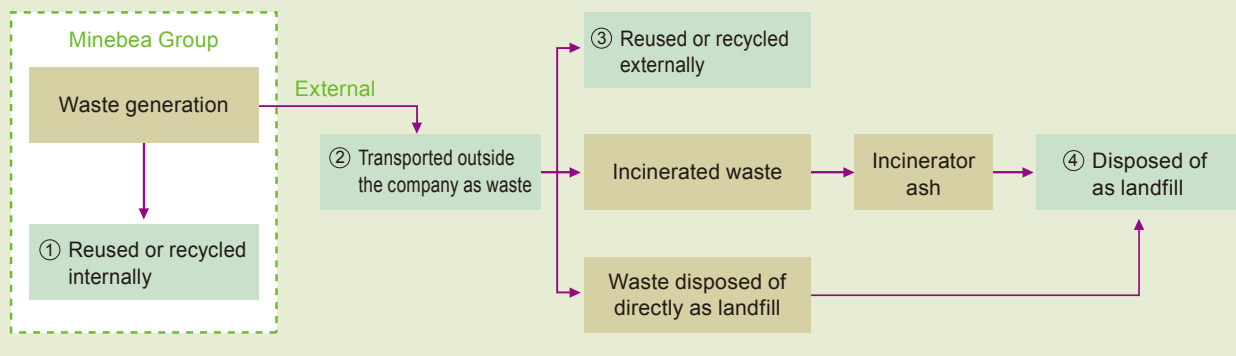 Minebea Group
Waste generation
① Reused or recycled
internally
External
② Transported outside
the company as waste
③ Reused or recycled
externally
Incinerated waste
Incinerator
ash
④ Disposed of
as landfill
Waste disposed of
directly as landfill